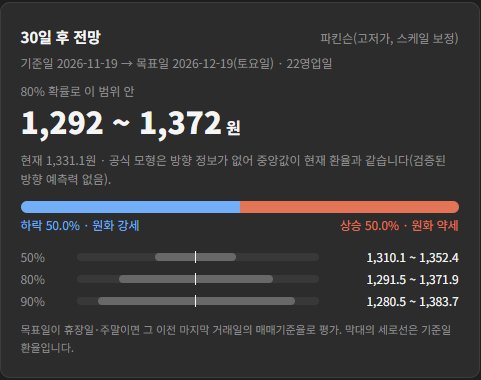 30일 후 전망
파킨슨(고저가, 스케일 보정)
기준일 2026-11-19 → 목표일 2026-12-19(토요일) · 22영업일
80% 확률로 이 범위 안
1,292 ~ 1,372 원
현재 1,331.1원 · 공식 모형은 방향 정보가 없어 중앙값이 현재 환율과 같습니다(검증된
방향 예측력 없음).
하락 50.0% · 원화 강세
상승 50.0% · 원화 약세
50% 1,310.1 ~ 1,352.4
80% 1,291.5 ~ 1,371.9
90% 1,280.5 ~ 1,383.7
목표일이 휴장일·주말이면 그 이전 마지막 거래일의 매매기준율로 평가. 막대의 세로선은 기준일
환율입니다.